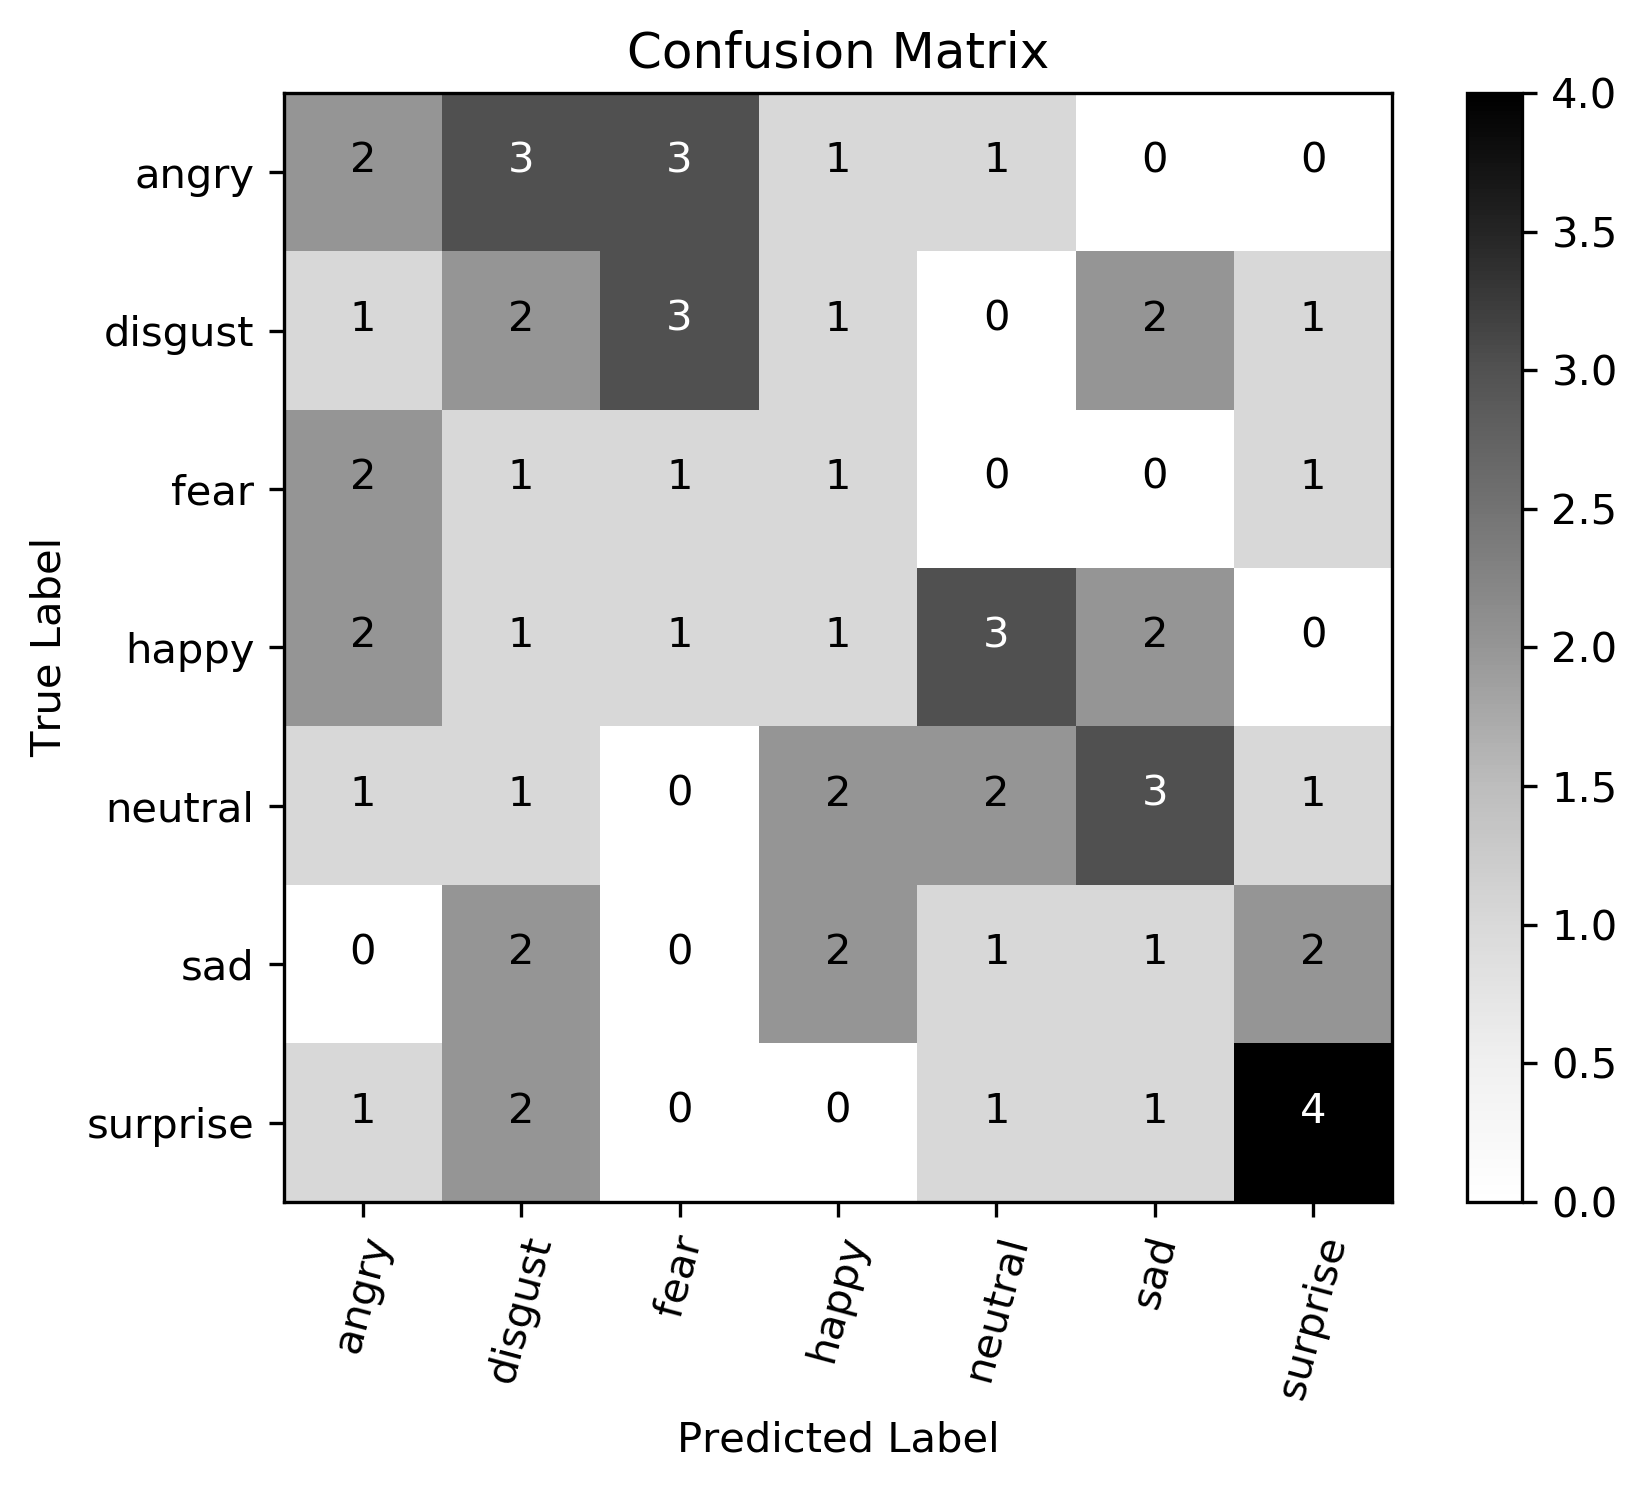 Confusion Matrix
angry 2 3 3 1 1 0 0
disgust 1 2 3 1 0 2 1
fear 2 1 1 1 0 0 1
happy 2 1 1 1 3 2 0
neutral 1 1 0 2 2 3 1
sad 0 2 0 2 1 1 2
surprise 1 2 0 0 1 1 4
True Label
angry disgust fear happy neutral sad surprise
Predicted Label
4.0
3.5
3.0
2.5
2.0
1.5
1.0
0.5
0.0